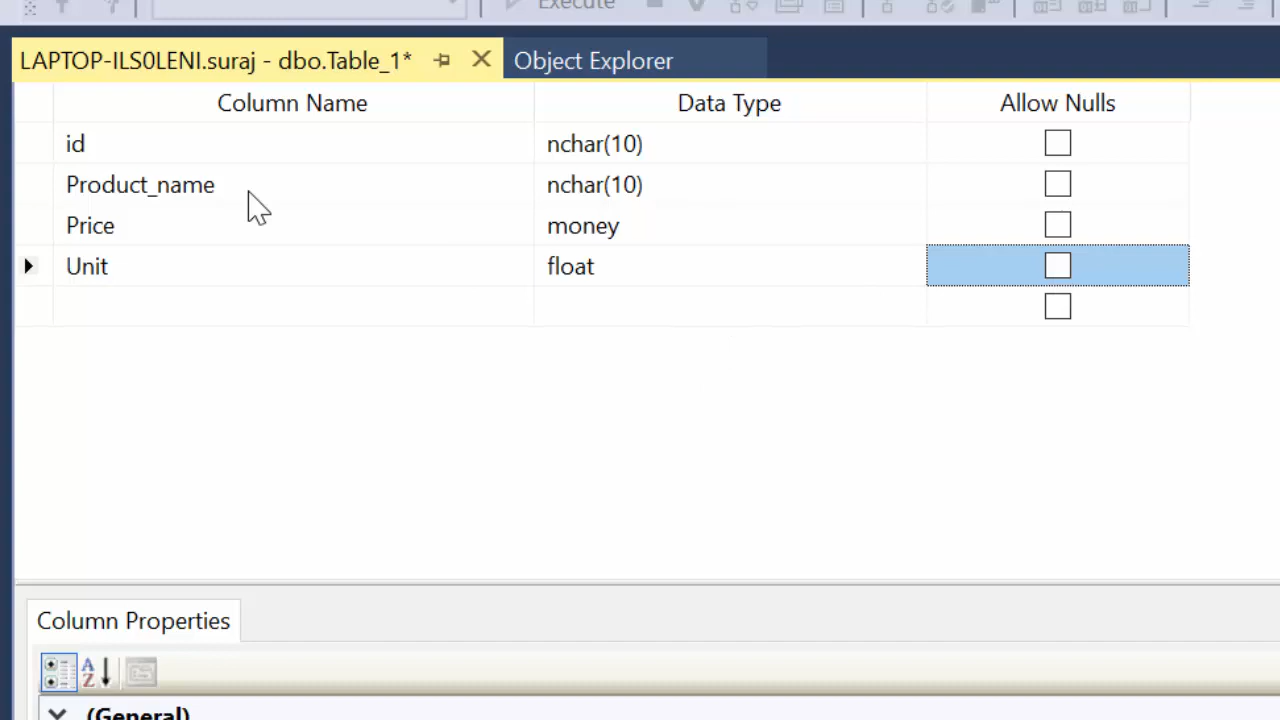 Execute
LAPTOP-ILS0LENI.suraj - dbo.Table_1* Object Explorer
Column Name Data Type Allow Nulls
id nchar(10)
Product_name nchar(10)
Price money
Unit float
Column Properties
A
Z
(General)